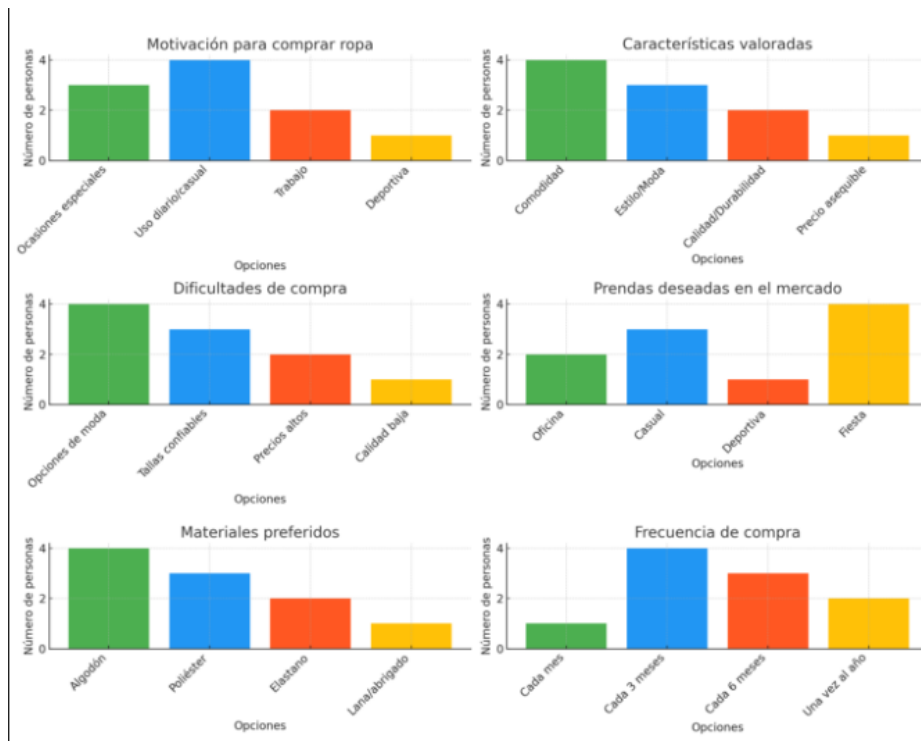 Motivación para comprar ropa
Número de personas
4
2
0
Ocasiones especiales
Uso diario/casual
Trabajo
Deportiva
Opciones
Características valoradas
Número de personas
4
2
0
Comodidad
Estilo/Moda
Calidad/Durabilidad
Precio asequible
Opciones
Dificultades de compra
Número de personas
4
2
0
Opciones de moda
Tallas confiables
Precios altos
Calidad baja
Opciones
Prendas deseadas en el mercado
Número de personas
4
2
0
Oficina
Casual
Deportiva
Fiesta
Opciones
Materiales preferidos
Número de personas
4
2
0
Algodón
Poliéster
Elastano
Lana/abrigado
Opciones
Frecuencia de compra
Número de personas
4
2
0
Cada mes
Cada 3 meses
Cada 6 meses
Una vez al año
Opciones